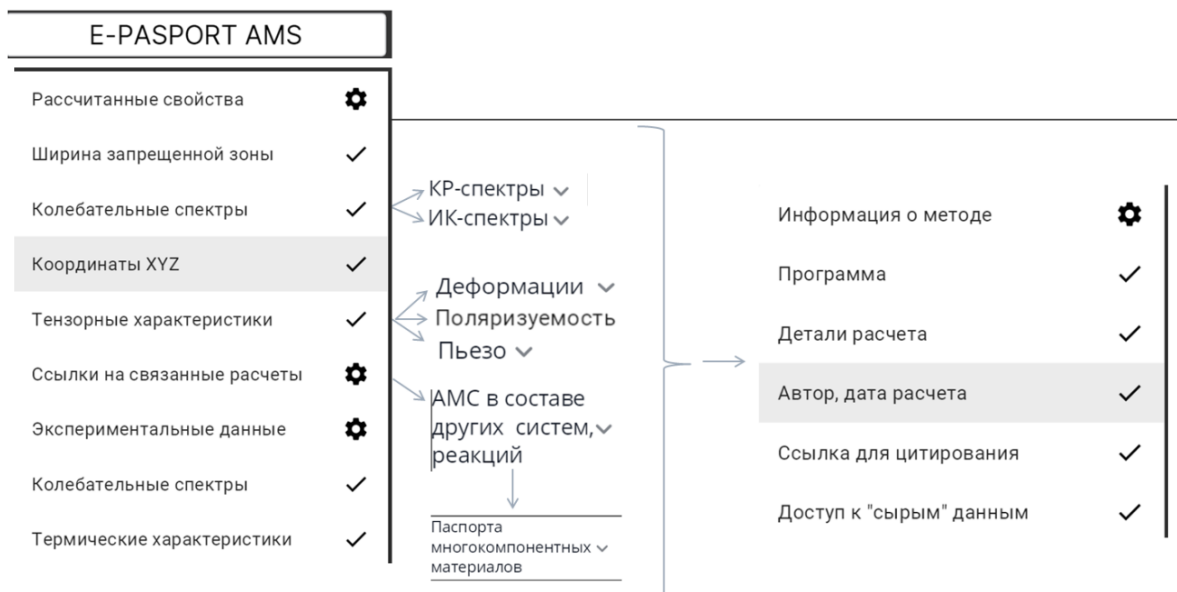 E-PASPORT AMS
Рассчитанные свойства
Ширина запрещенной зоны
Колебательные спектры
Координаты XYZ
Тензорные характеристики
Ссылки на связанные расчеты
Экспериментальные данные
Колебательные спектры
Термические характеристики
КР-спектры
ИК-спектры
Деформации
Поляризуемость
Пьезо
АМС в составе
других систем,
реакций
Паспорта
многокомпонентных
материалов
Информация о методе
Программа
Детали расчета
Автор, дата расчета
Ссылка для цитирования
Доступ к "сырым" данным